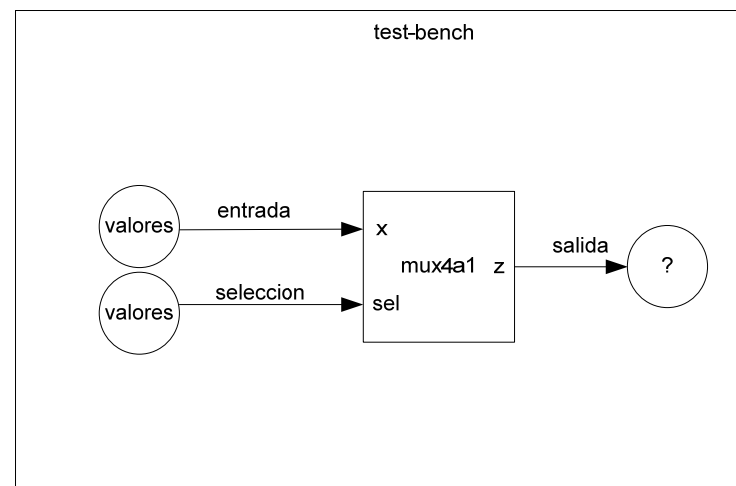 test-bench
valores
entrada
x
mux4a1
z
salida
?
valores
seleccion
sel